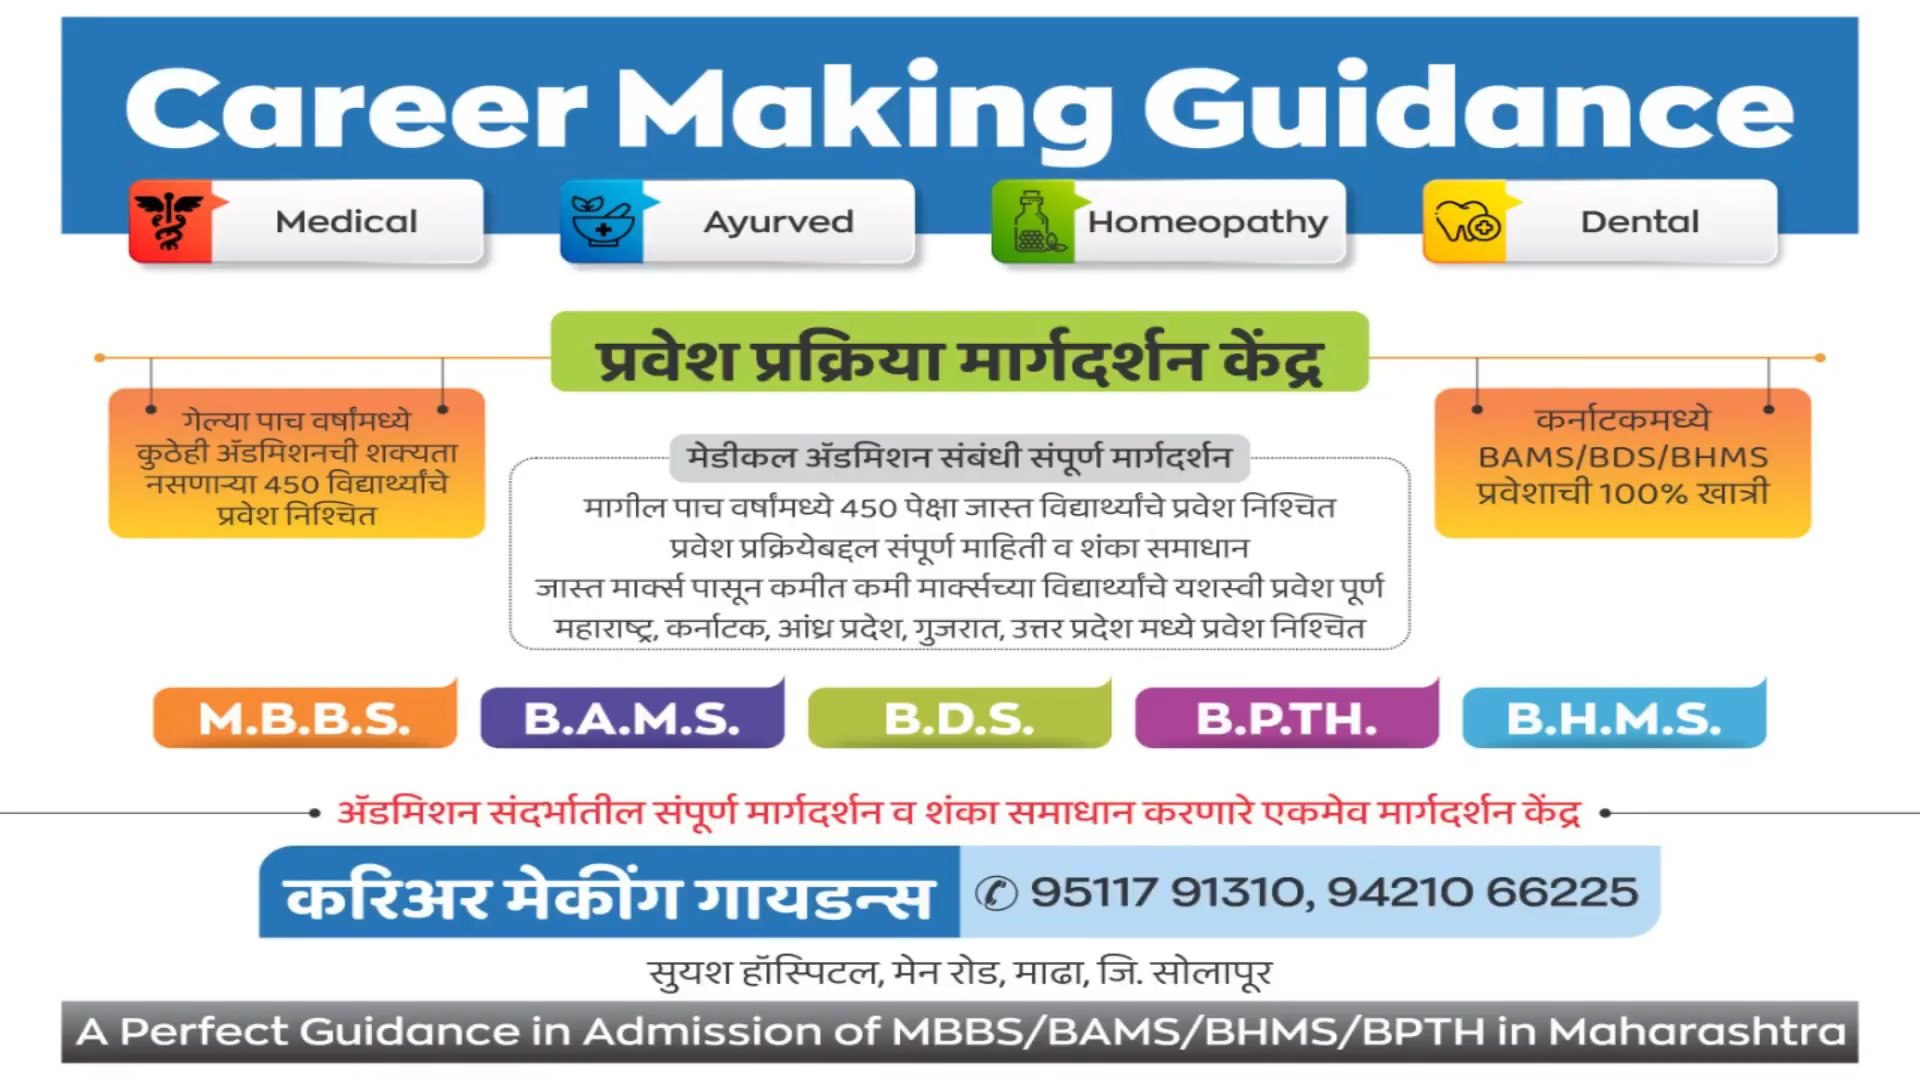 Career Making Guidance
Medical
Ayurved
Homeopathy
Dental
प्रवेश प्रक्रिया मार्गदर्शन केंद्र
गेल्या पाच वर्षांमध्ये
कुठेही ॲडमिशनची शक्यता
नसणाऱ्या 450 विद्यार्थ्यांचे
प्रवेश निश्चित
मेडीकल ॲडमिशन संबंधी संपूर्ण मार्गदर्शन
मागील पाच वर्षांमध्ये 450 पेक्षा जास्त विद्यार्थ्यांचे प्रवेश निश्चित
प्रवेश प्रक्रियेबद्दल संपूर्ण माहिती व शंका समाधान
जास्त मार्क्स पासून कमीत कमी मार्क्सच्या विद्यार्थ्यांचे यशस्वी प्रवेश पूर्ण
महाराष्ट्र, कर्नाटक, आंध्र प्रदेश, गुजरात, उत्तर प्रदेश मध्ये प्रवेश निश्चित
कर्नाटकमध्ये
BAMS/BDS/BHMS
प्रवेशाची 100% खात्री
M.B.B.S.
B.A.M.S.
B.D.S.
B.P.TH.
B.H.M.S.
ॲडमिशन संदर्भातील संपूर्ण मार्गदर्शन व शंका समाधान करणारे एकमेव मार्गदर्शन केंद्र
करिअर मेकींग गायडन्स
✆ 95117 91310, 94210 66225
सुयश हॉस्पिटल, मेन रोड, माढा, जि. सोलापूर
A Perfect Guidance in Admission of MBBS/BAMS/BHMS/BPTH in Maharashtra